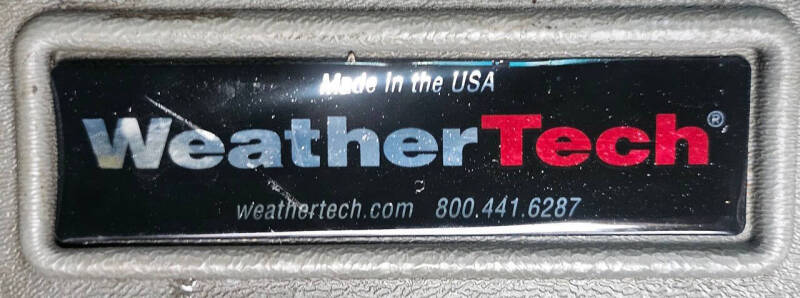 Made In the USA
WeatherTech®
weathertech.com 800.441.6287